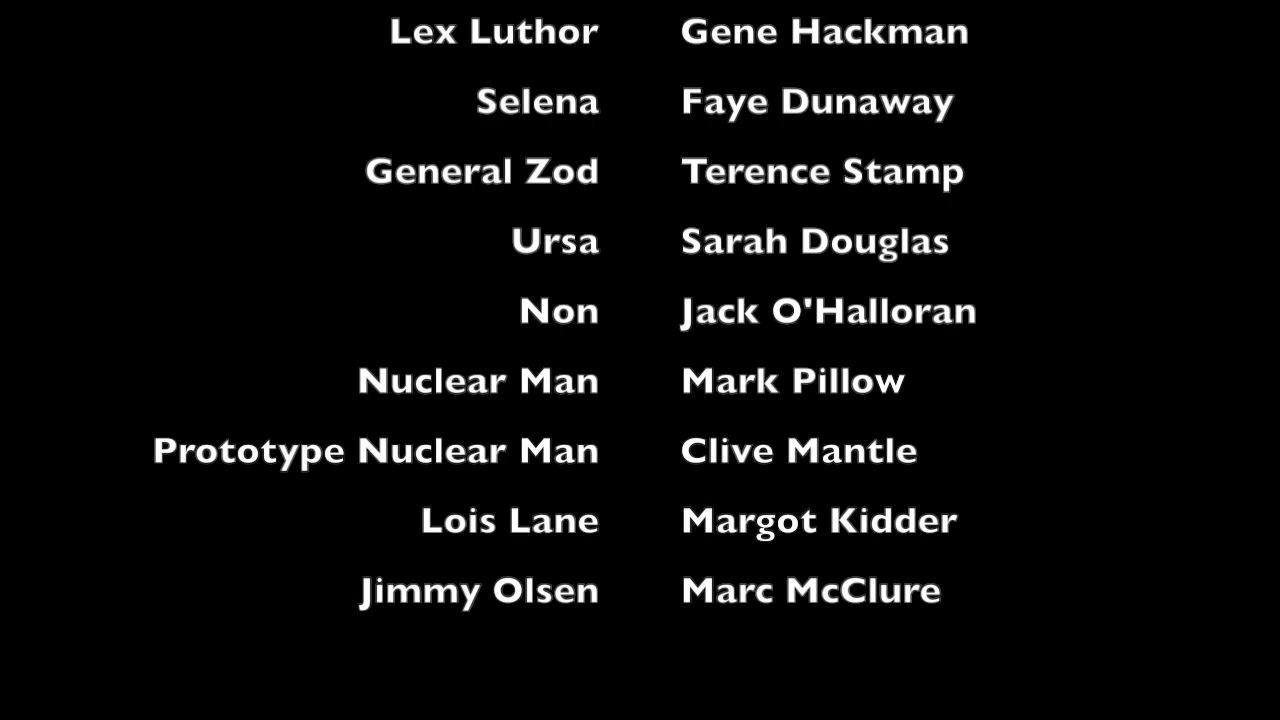 Lex Luthor Gene Hackman
Selena Faye Dunaway
General Zod Terence Stamp
Ursa Sarah Douglas
Non Jack O'Halloran
Nuclear Man Mark Pillow
Prototype Nuclear Man Clive Mantle
Lois Lane Margot Kidder
Jimmy Olsen Marc McClure